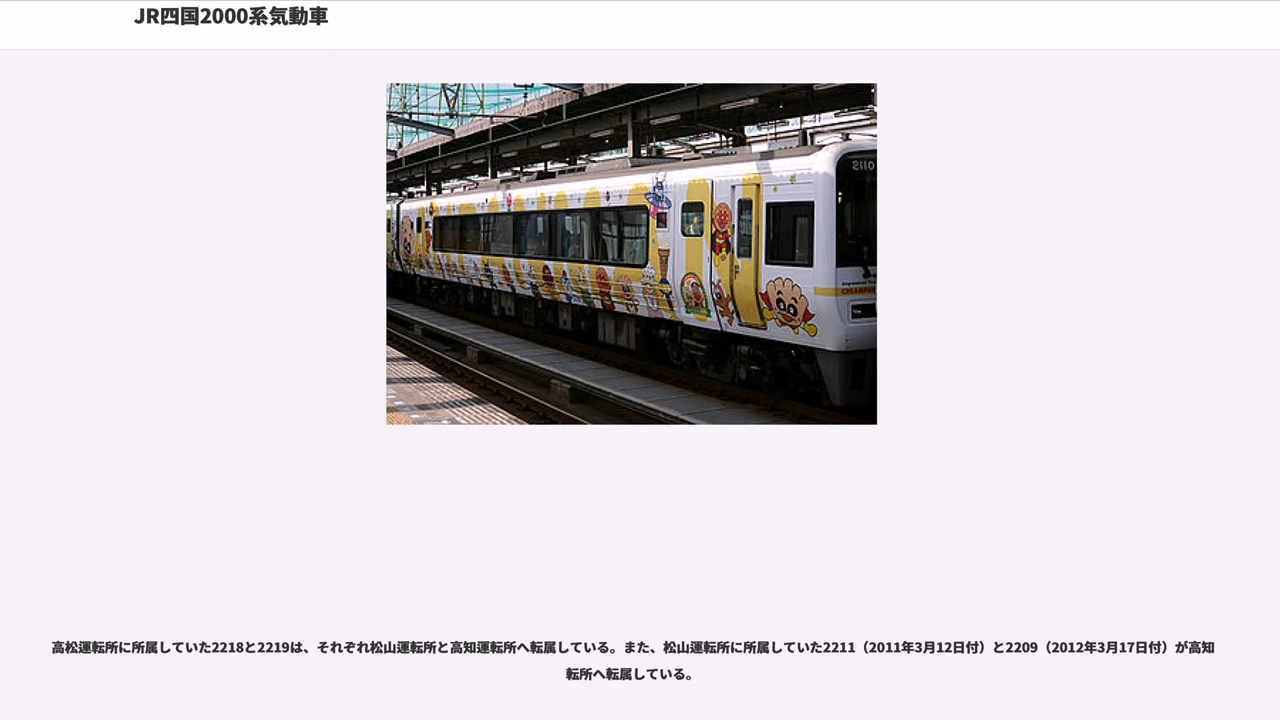 JR四国2000系気動車
2110
高松運転所に所属していた2218と2219は、それぞれ松山運転所と高知運転所へ転属している。また、松山運転所に所属していた2211（2011年3月12日付）と2209（2012年3月17日付）が高知
転所へ転属している。